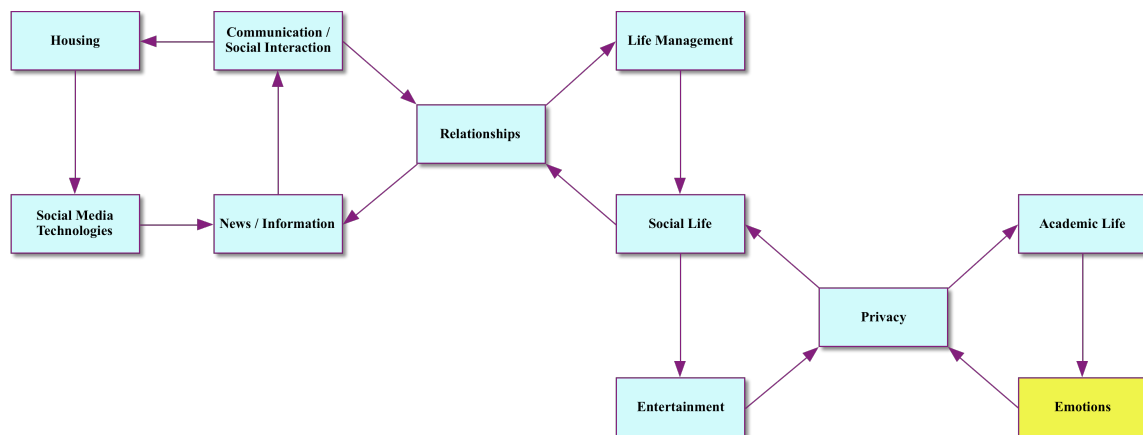 Housing
Communication /
Social Interaction
Life Management
Relationships
Social Media
Technologies
News / Information
Social Life
Academic Life
Privacy
Entertainment
Emotions